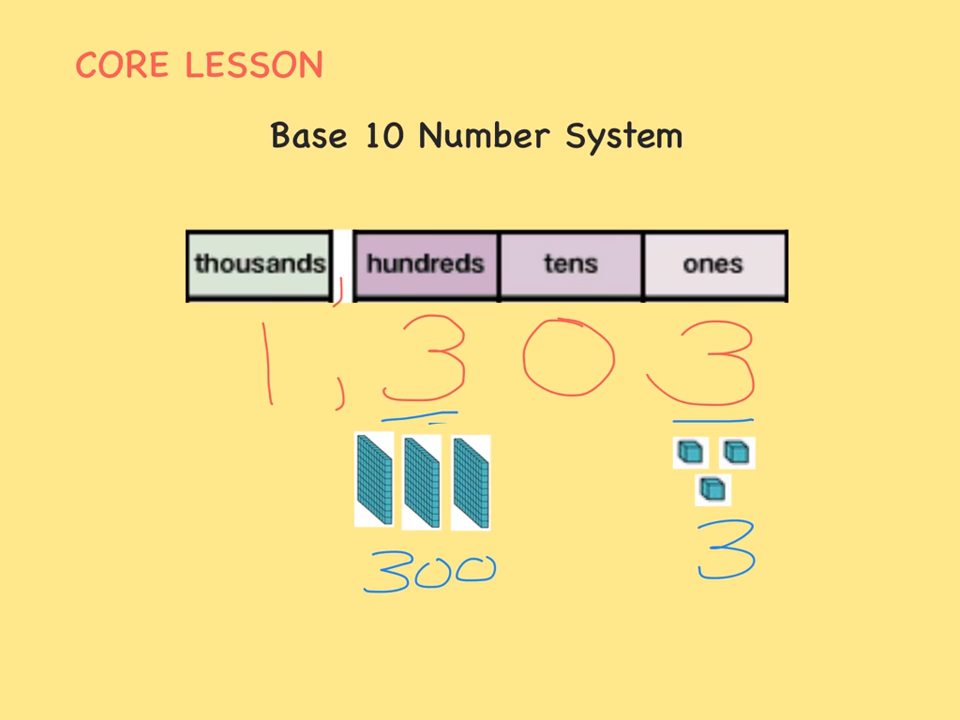 CORE LESSON
Base 10 Number System
thousands , hundreds tens ones
1,303
300 3